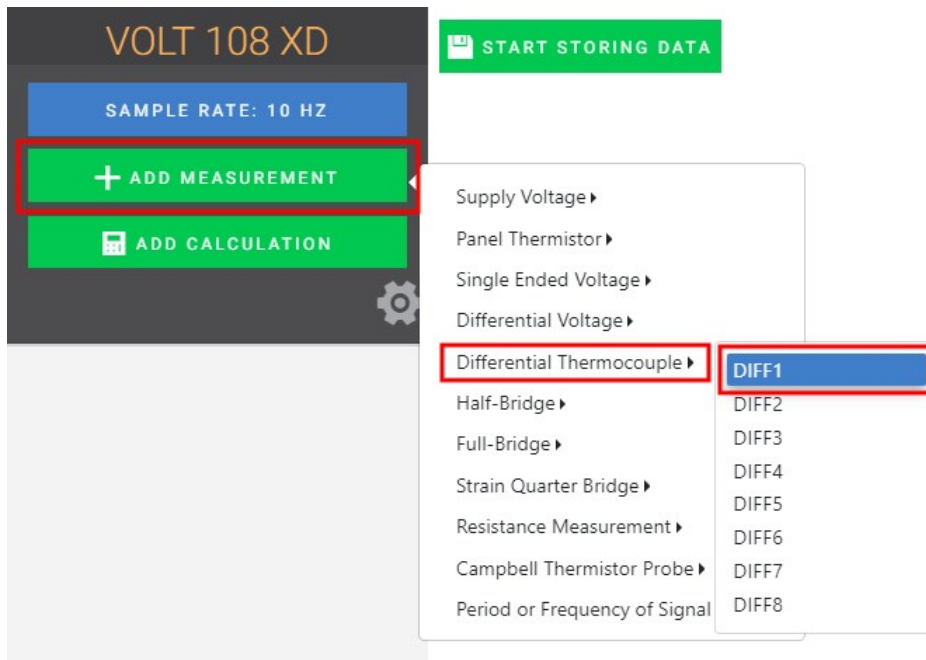 VOLT 108 XD
START STORING DATA
SAMPLE RATE: 10 HZ
ADD MEASUREMENT
ADD CALCULATION
Supply Voltage
Panel Thermistor
Single Ended Voltage
Differential Voltage
Differential Thermocouple
Half-Bridge
Full-Bridge
Strain Quarter Bridge
Resistance Measurement
Campbell Thermistor Probe
Period or Frequency of Signal
DIFF1
DIFF2
DIFF3
DIFF4
DIFF5
DIFF6
DIFF7
DIFF8